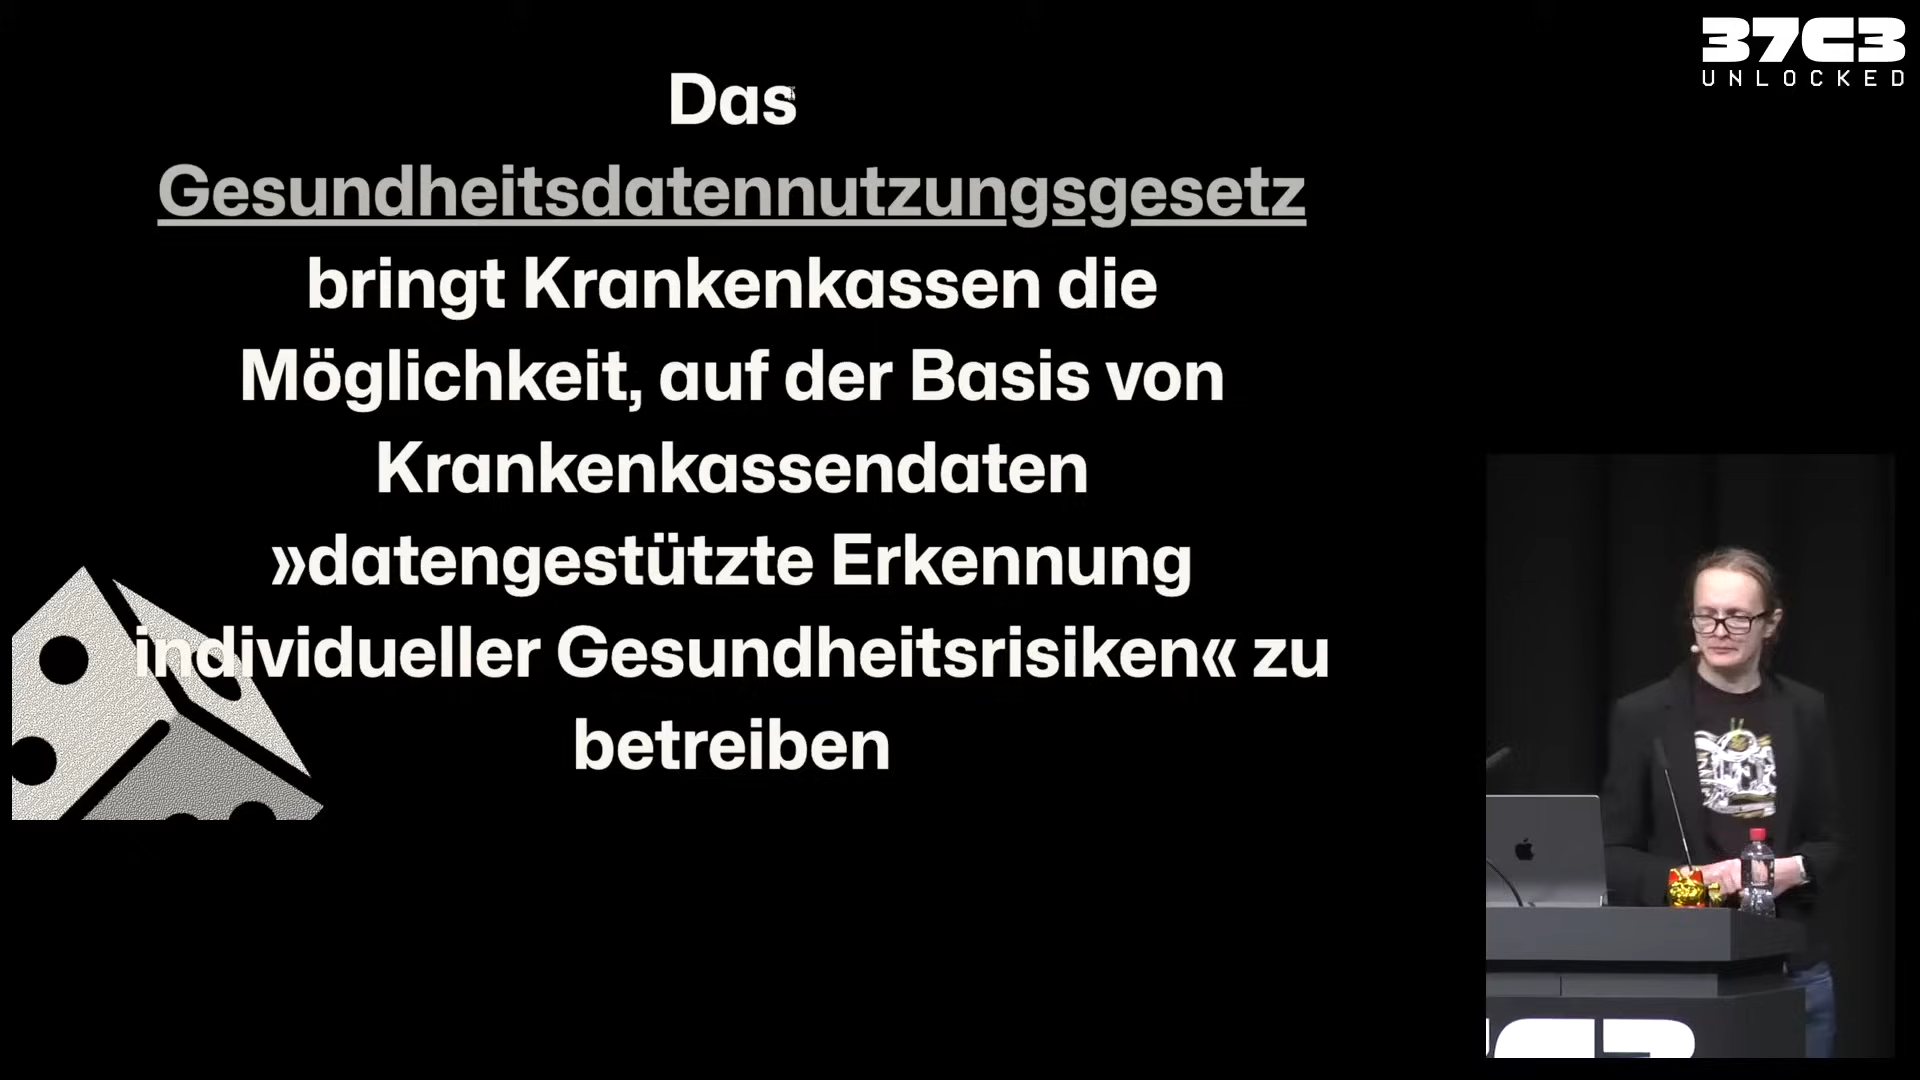 37C3
UNLOCKED
Das
Gesundheitsdatennutzungsgesetz
bringt Krankenkassen die
Möglichkeit, auf der Basis von
Krankenkassendaten
»datengestützte Erkennung
individueller Gesundheitsrisiken« zu
betreiben